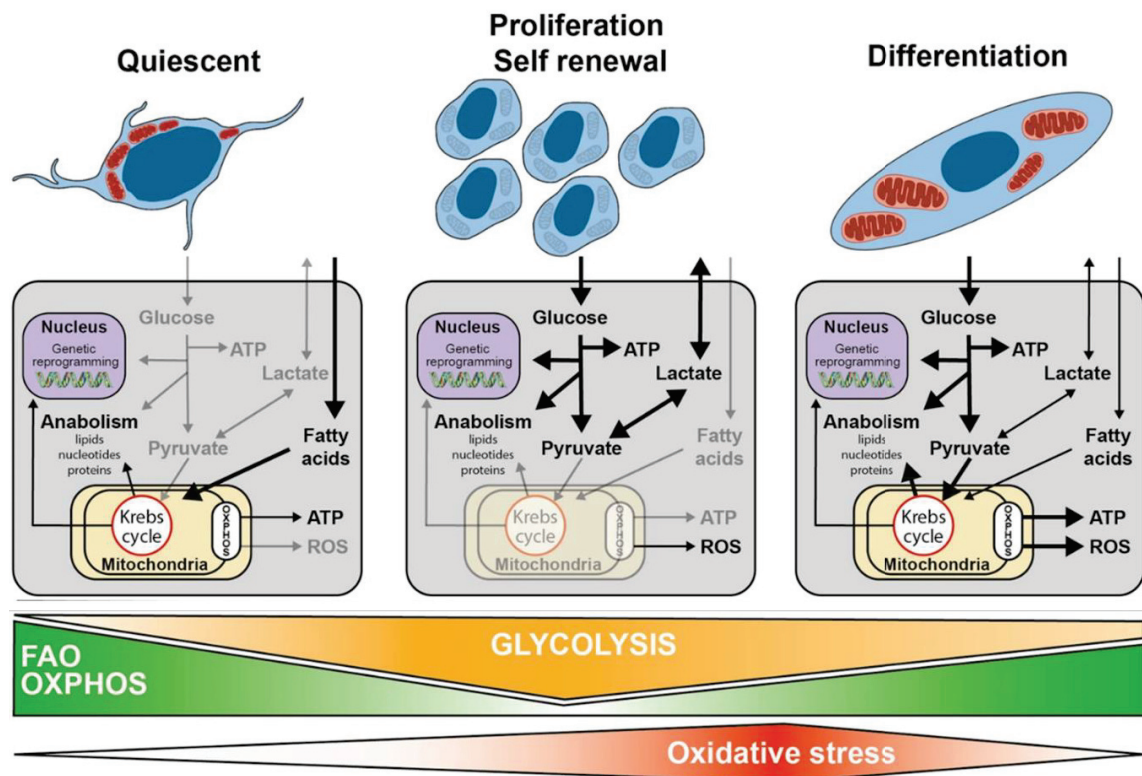 Quiescent
Proliferation
Self renewal
Differentiation
Nucleus
Genetic
reprogramming
Glucose
ATP
Lactate
Anabolism
lipids
nucleotides
proteins
Pyruvate
Fatty
acids
Krebs
cycle
OXPHOS
Mitochondria
ATP
ROS
Nucleus
Genetic
reprogramming
Glucose
ATP
Lactate
Anabolism
lipids
nucleotides
proteins
Pyruvate
Fatty
acids
Krebs
cycle
OXPHOS
Mitochondria
ATP
ROS
Nucleus
Genetic
reprogramming
Glucose
ATP
Lactate
Anabolism
lipids
nucleotides
proteins
Pyruvate
Fatty
acids
Krebs
cycle
OXPHOS
Mitochondria
ATP
ROS
GLYCOLYSIS
FAO
OXPHOS
Oxidative stress